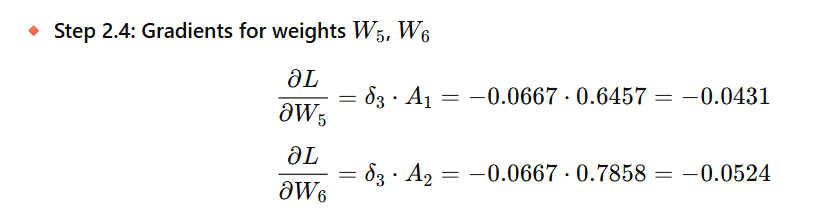 Step 2.4: Gradients for weights W₅, W₆
∂L/∂W₅ = δ₃ · A₁ = −0.0667 · 0.6457 = −0.0431
∂L/∂W₆ = δ₃ · A₂ = −0.0667 · 0.7858 = −0.0524